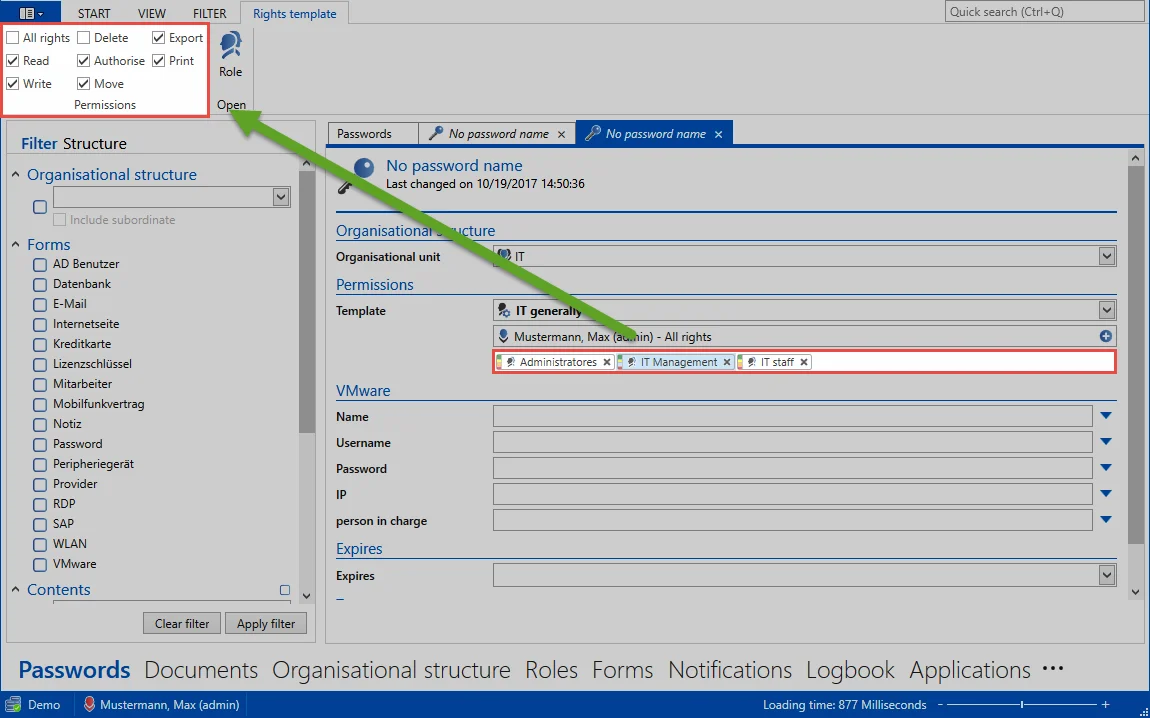 START VIEW FILTER Rights template
Quick search (Ctrl+Q)
All rights Delete Export
Read Authorise Print
Write Move
Permissions
Role
Open
Filter Structure
Organisational structure
Include subordinate
Forms
AD Benutzer
Datenbank
E-Mail
Internetseite
Kreditkarte
Lizenzschlüssel
Mitarbeiter
Mobilfunkvertrag
Notiz
Password
Peripheriegerät
Provider
RDP
SAP
WLAN
VMware
Contents
Clear filter Apply filter
Passwords No password name No password name
No password name
Last changed on 10/19/2017 14:50:36
Organisational structure
Organisational unit IT
Permissions
Template IT generally
Mustermann, Max (admin) - All rights
Administratores IT Management IT staff
VMware
Name
Username
Password
IP
person in charge
Expires
Expires
Passwords Documents Organisational structure Roles Forms Notifications Logbook Applications ...
Demo Mustermann, Max (admin) Loading time: 877 Milliseconds - +